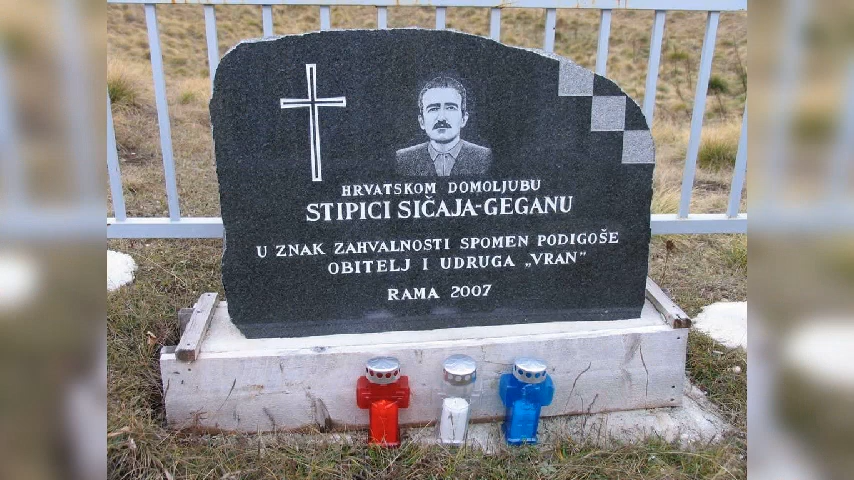 HRVATSKOM DOMOLJUBU
STIPICI SIČAJA-GEGANU
U ZNAK ZAHVALNOSTI SPOMEN PODIGOŠE
OBITELJ I UDRUGA „VRAN”
RAMA 2007